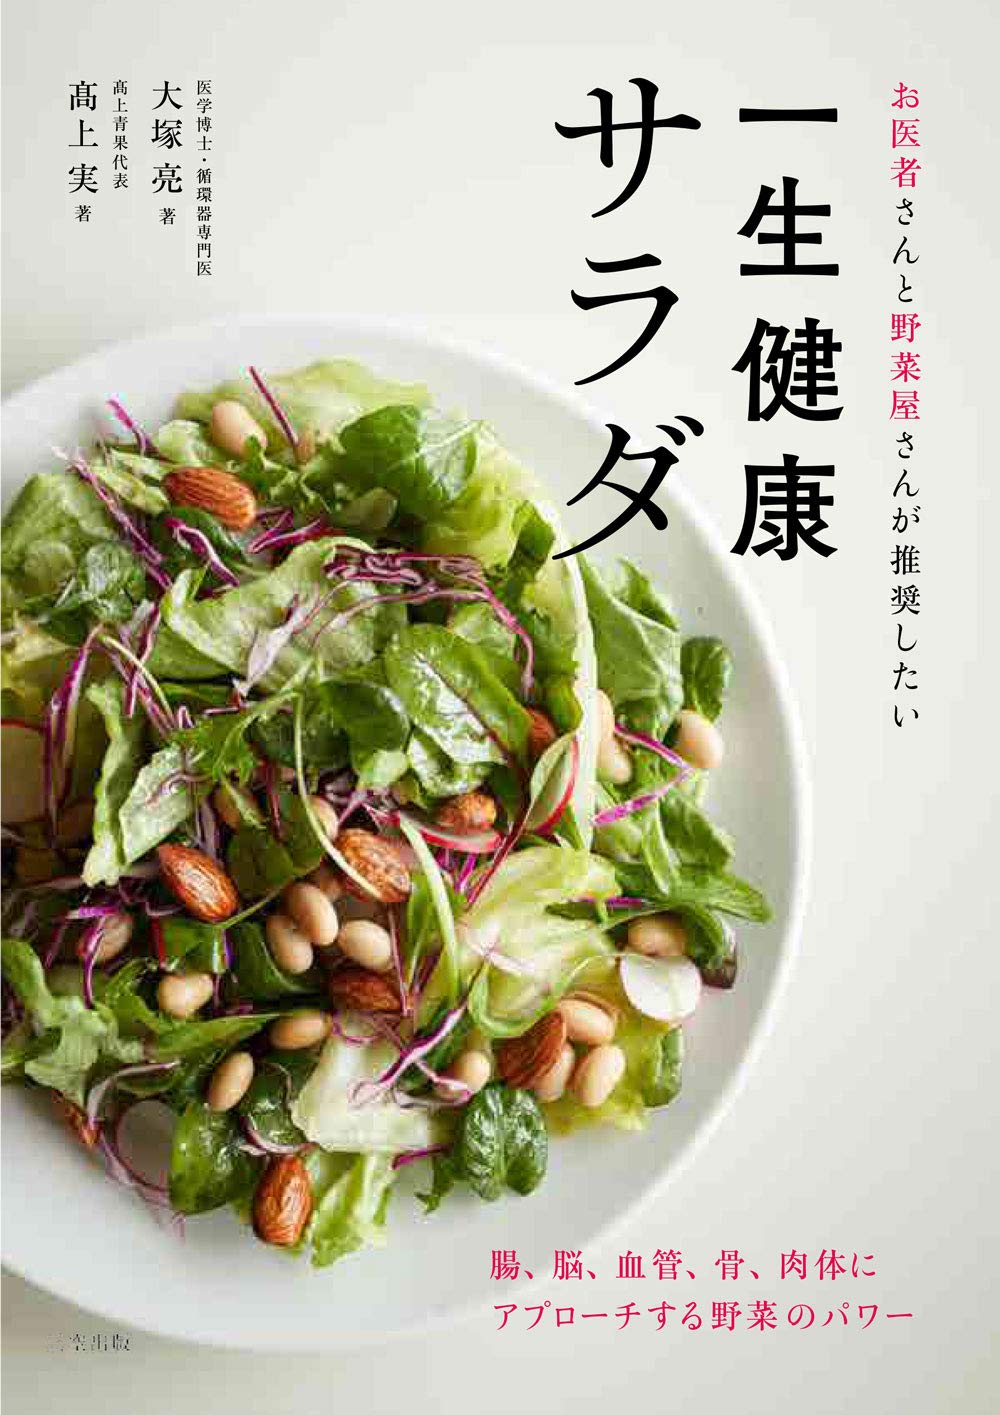 お医者さんと野菜屋さんが推奨したい
一生健康
サラダ
医学博士・循環器専門医
大塚亮 著
髙上青果代表
髙上実 著
腸、脳、血管、骨、肉体に
アプローチする野菜のパワー
空出版